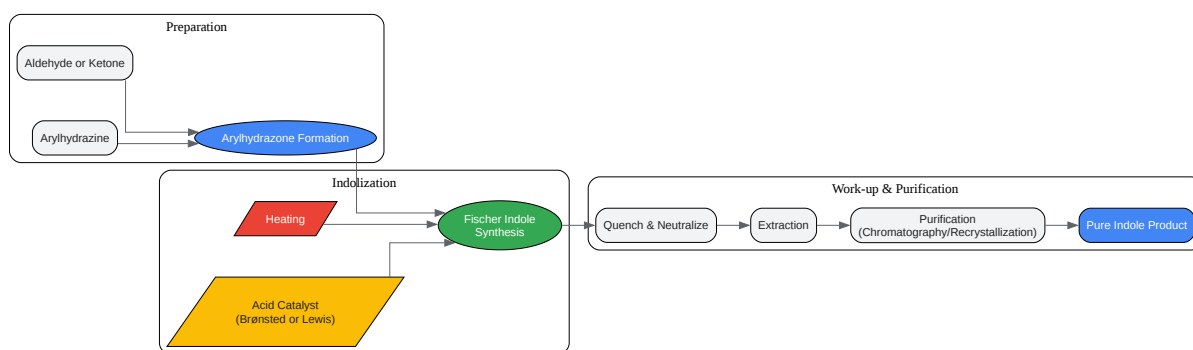 Preparation
Aldehyde or Ketone
Arylhydrazine
Arylhydrazone Formation
Indolization
Heating
Fischer Indole
Synthesis
Acid Catalyst
(Brønsted or Lewis)
Work-up & Purification
Quench & Neutralize
Extraction
Purification
(Chromatography/Recrystallization)
Pure Indole Product